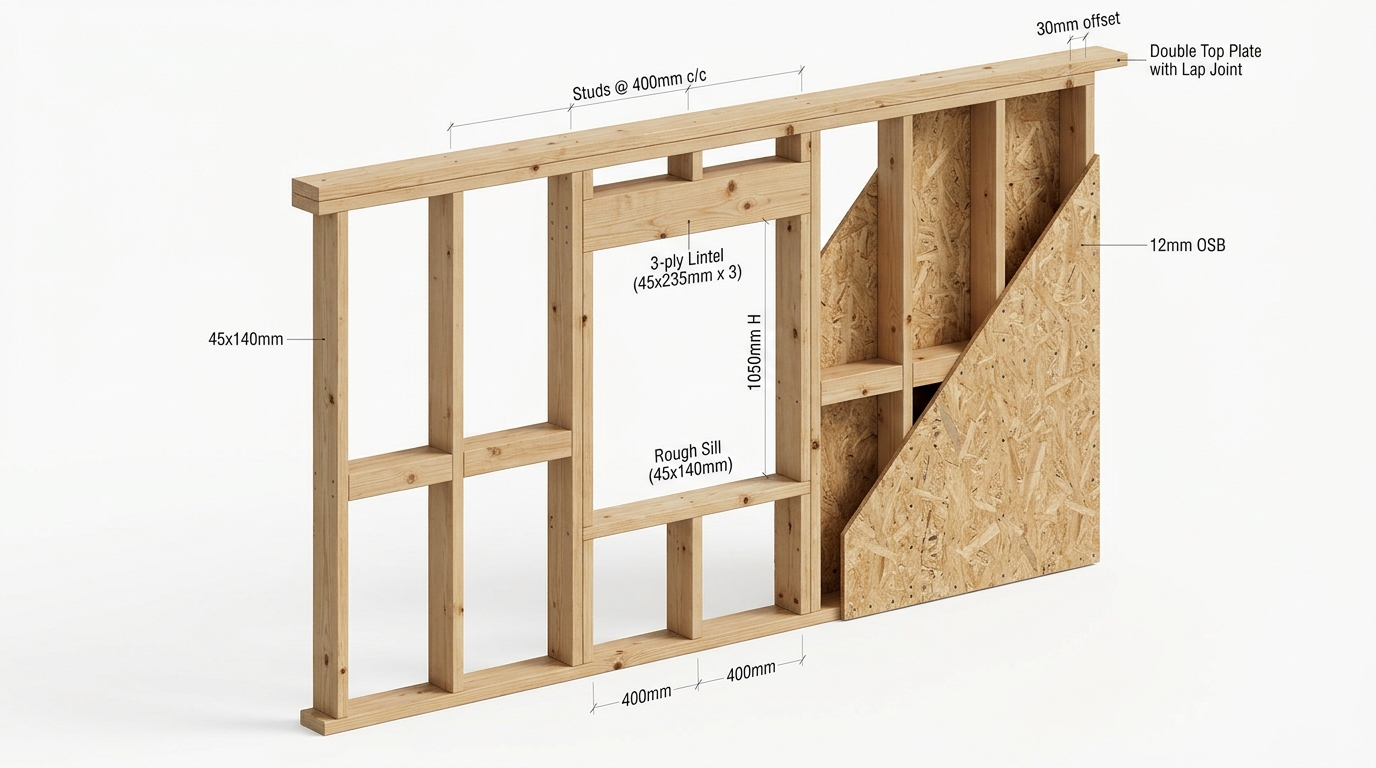 30mm offset
Double Top Plate
with Lap Joint
Studs @ 400mm c/c
12mm OSB
3-ply Lintel
(45x235mm x 3)
45x140mm
1050mm H
Rough Sill
(45x140mm)
400mm
400mm